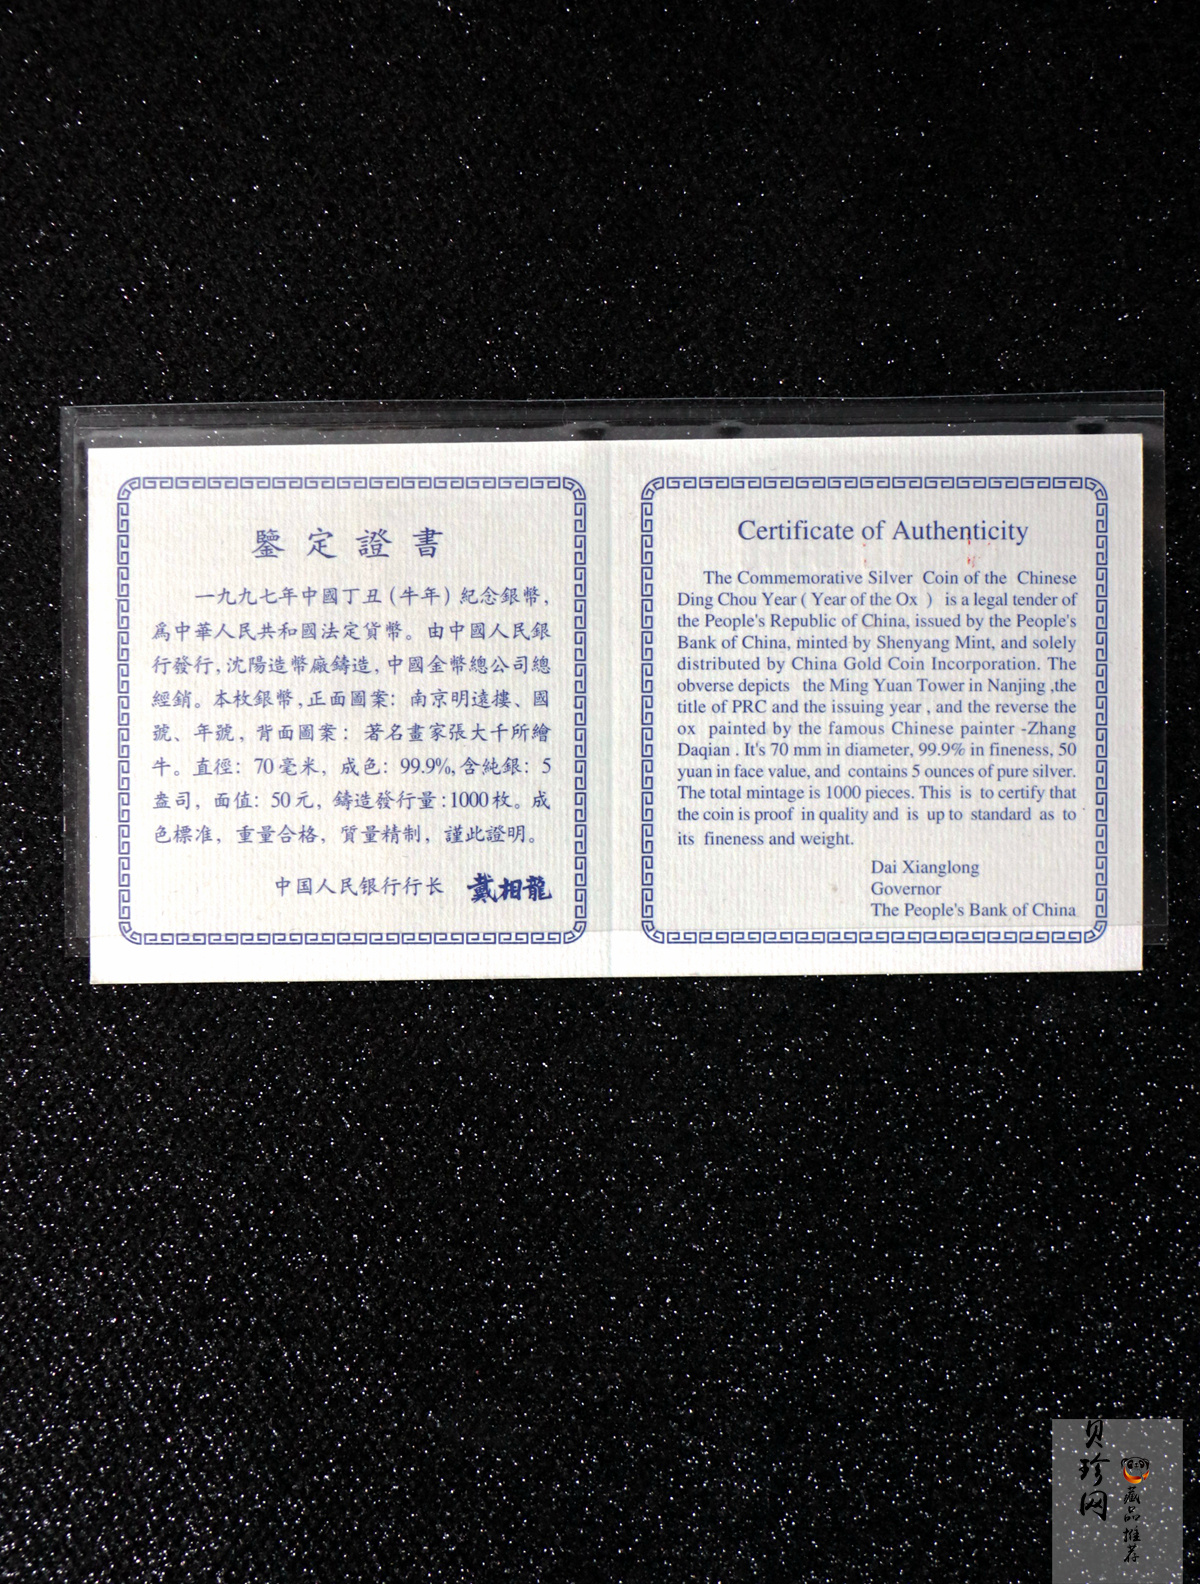 鑒定證書
一九九七年中國丁丑(牛年)紀念銀幣,
爲中華人民共和國法定貨幣。由中國人民銀
行發行,沈陽造幣廠鑄造,中國金幣總公司總
經銷。本枚銀幣,正面圖案：南京明遠樓、國
號、年號,背面圖案：著名畫家張大千所繪
牛。直徑：70毫米,成色：99.9%,含純銀：5
盎司,面值：50元,鑄造發行量:1000枚。成
色標准,重量合格,質量精制,謹此證明。
中国人民银行行长 戴相龍
Certificate of Authenticity
The Commemorative Silver Coin of the Chinese
Ding Chou Year ( Year of the Ox ) is a legal tender of
the People's Republic of China, issued by the People's
Bank of China, minted by Shenyang Mint, and solely
distributed by China Gold Coin Incorporation. The
obverse depicts the Ming Yuan Tower in Nanjing ,the
title of PRC and the issuing year , and the reverse the
ox painted by the famous Chinese painter -Zhang
Daqian . It's 70 mm in diameter, 99.9% in fineness, 50
yuan in face value, and contains 5 ounces of pure silver.
The total mintage is 1000 pieces. This is to certify that
the coin is proof in quality and is up to standard as to
its fineness and weight.
Dai Xianglong
Governor
The People's Bank of China
贝珍网
藏品推荐